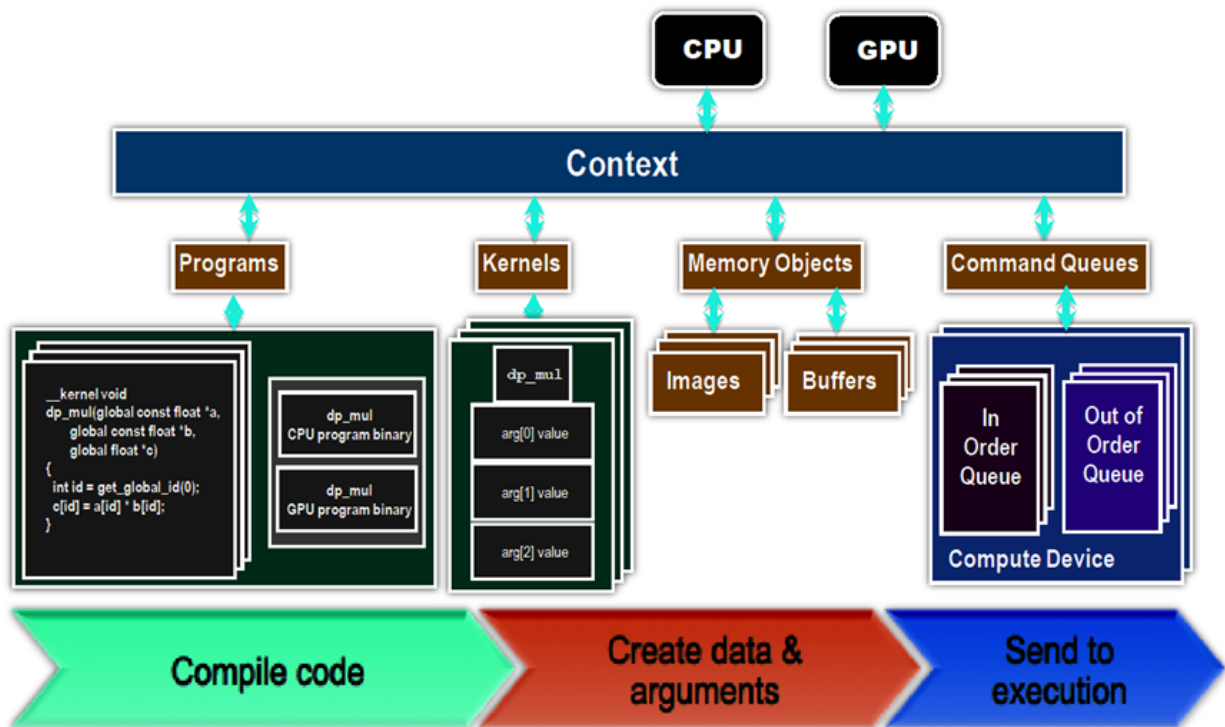 CPU
GPU
Context
Programs
Kernels
Memory Objects
Command Queues
__kernel void
dp_mul(global const float *a,
global const float *b,
global float *c)
{
int id = get_global_id(0);
c[id] = a[id] * b[id];
}
dp_mul
CPU program binary
dp_mul
GPU program binary
dp_mul
arg[0] value
arg[1] value
arg[2] value
Images
Buffers
In
Order
Queue
Out of
Order
Queue
Compute Device
Compile code
Create data &
arguments
Send to
execution